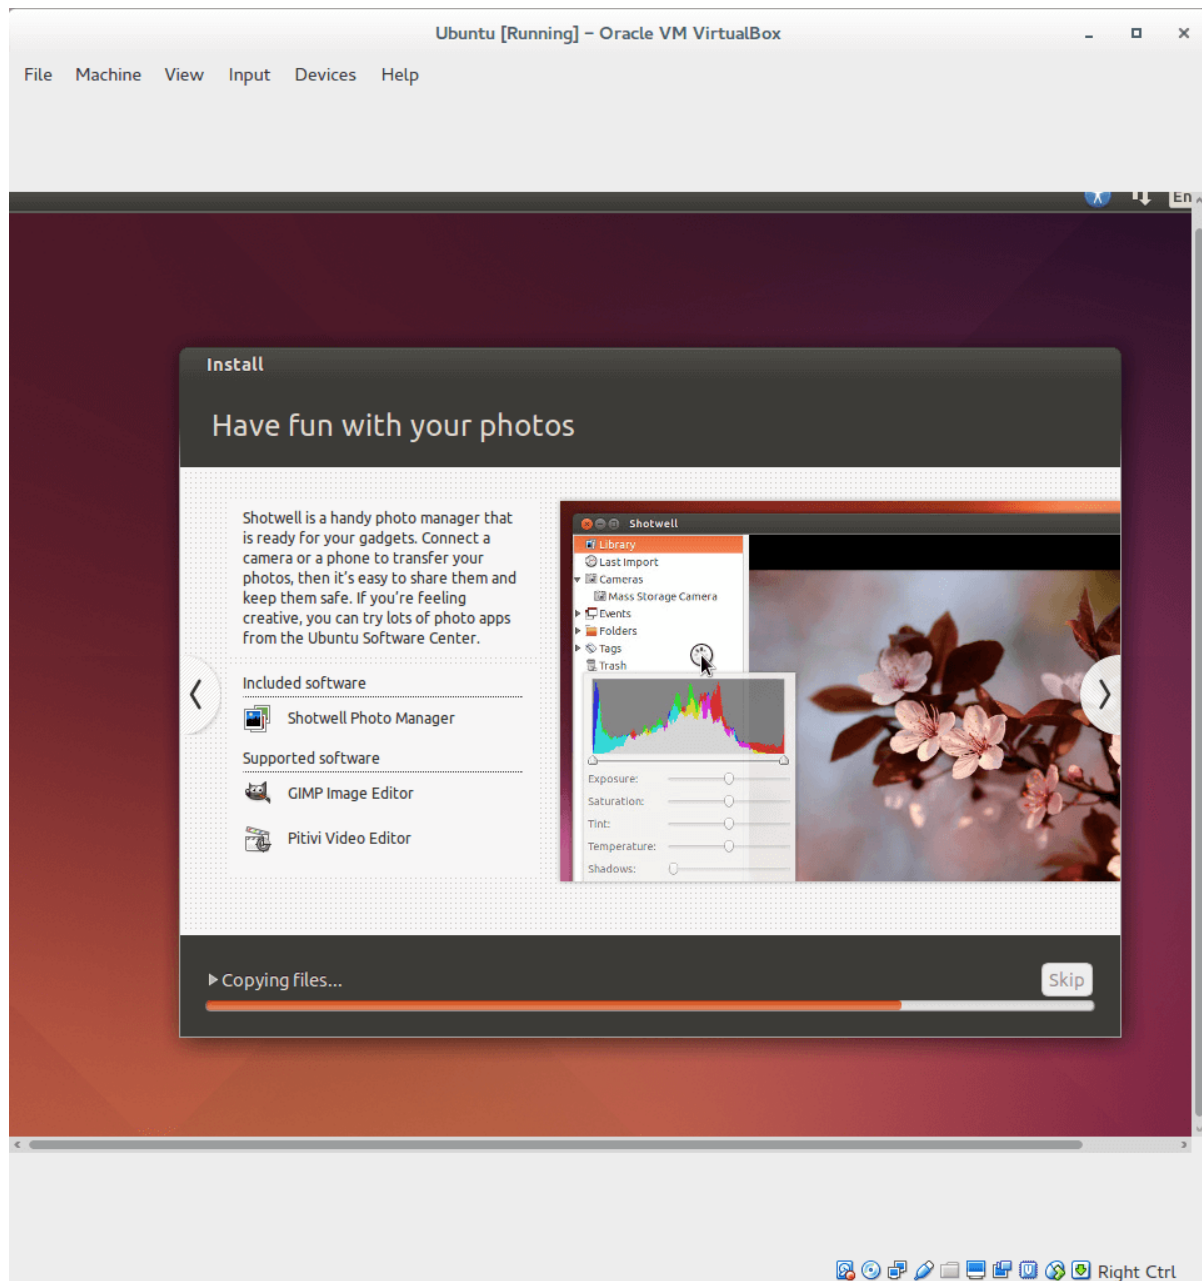 Ubuntu [Running] – Oracle VM VirtualBox
File Machine View Input Devices Help
En
Install
Have fun with your photos
Shotwell is a handy photo manager that
is ready for your gadgets. Connect a
camera or a phone to transfer your
photos, then it's easy to share them and
keep them safe. If you're feeling
creative, you can try lots of photo apps
from the Ubuntu Software Center.
Included software
Shotwell Photo Manager
Supported software
GIMP Image Editor
Pitivi Video Editor
Shotwell
Library
Last Import
Cameras
Mass Storage Camera
Events
Folders
Tags
Trash
Exposure:
Saturation:
Tint:
Temperature:
Shadows:
Copying files...
Skip
Right Ctrl